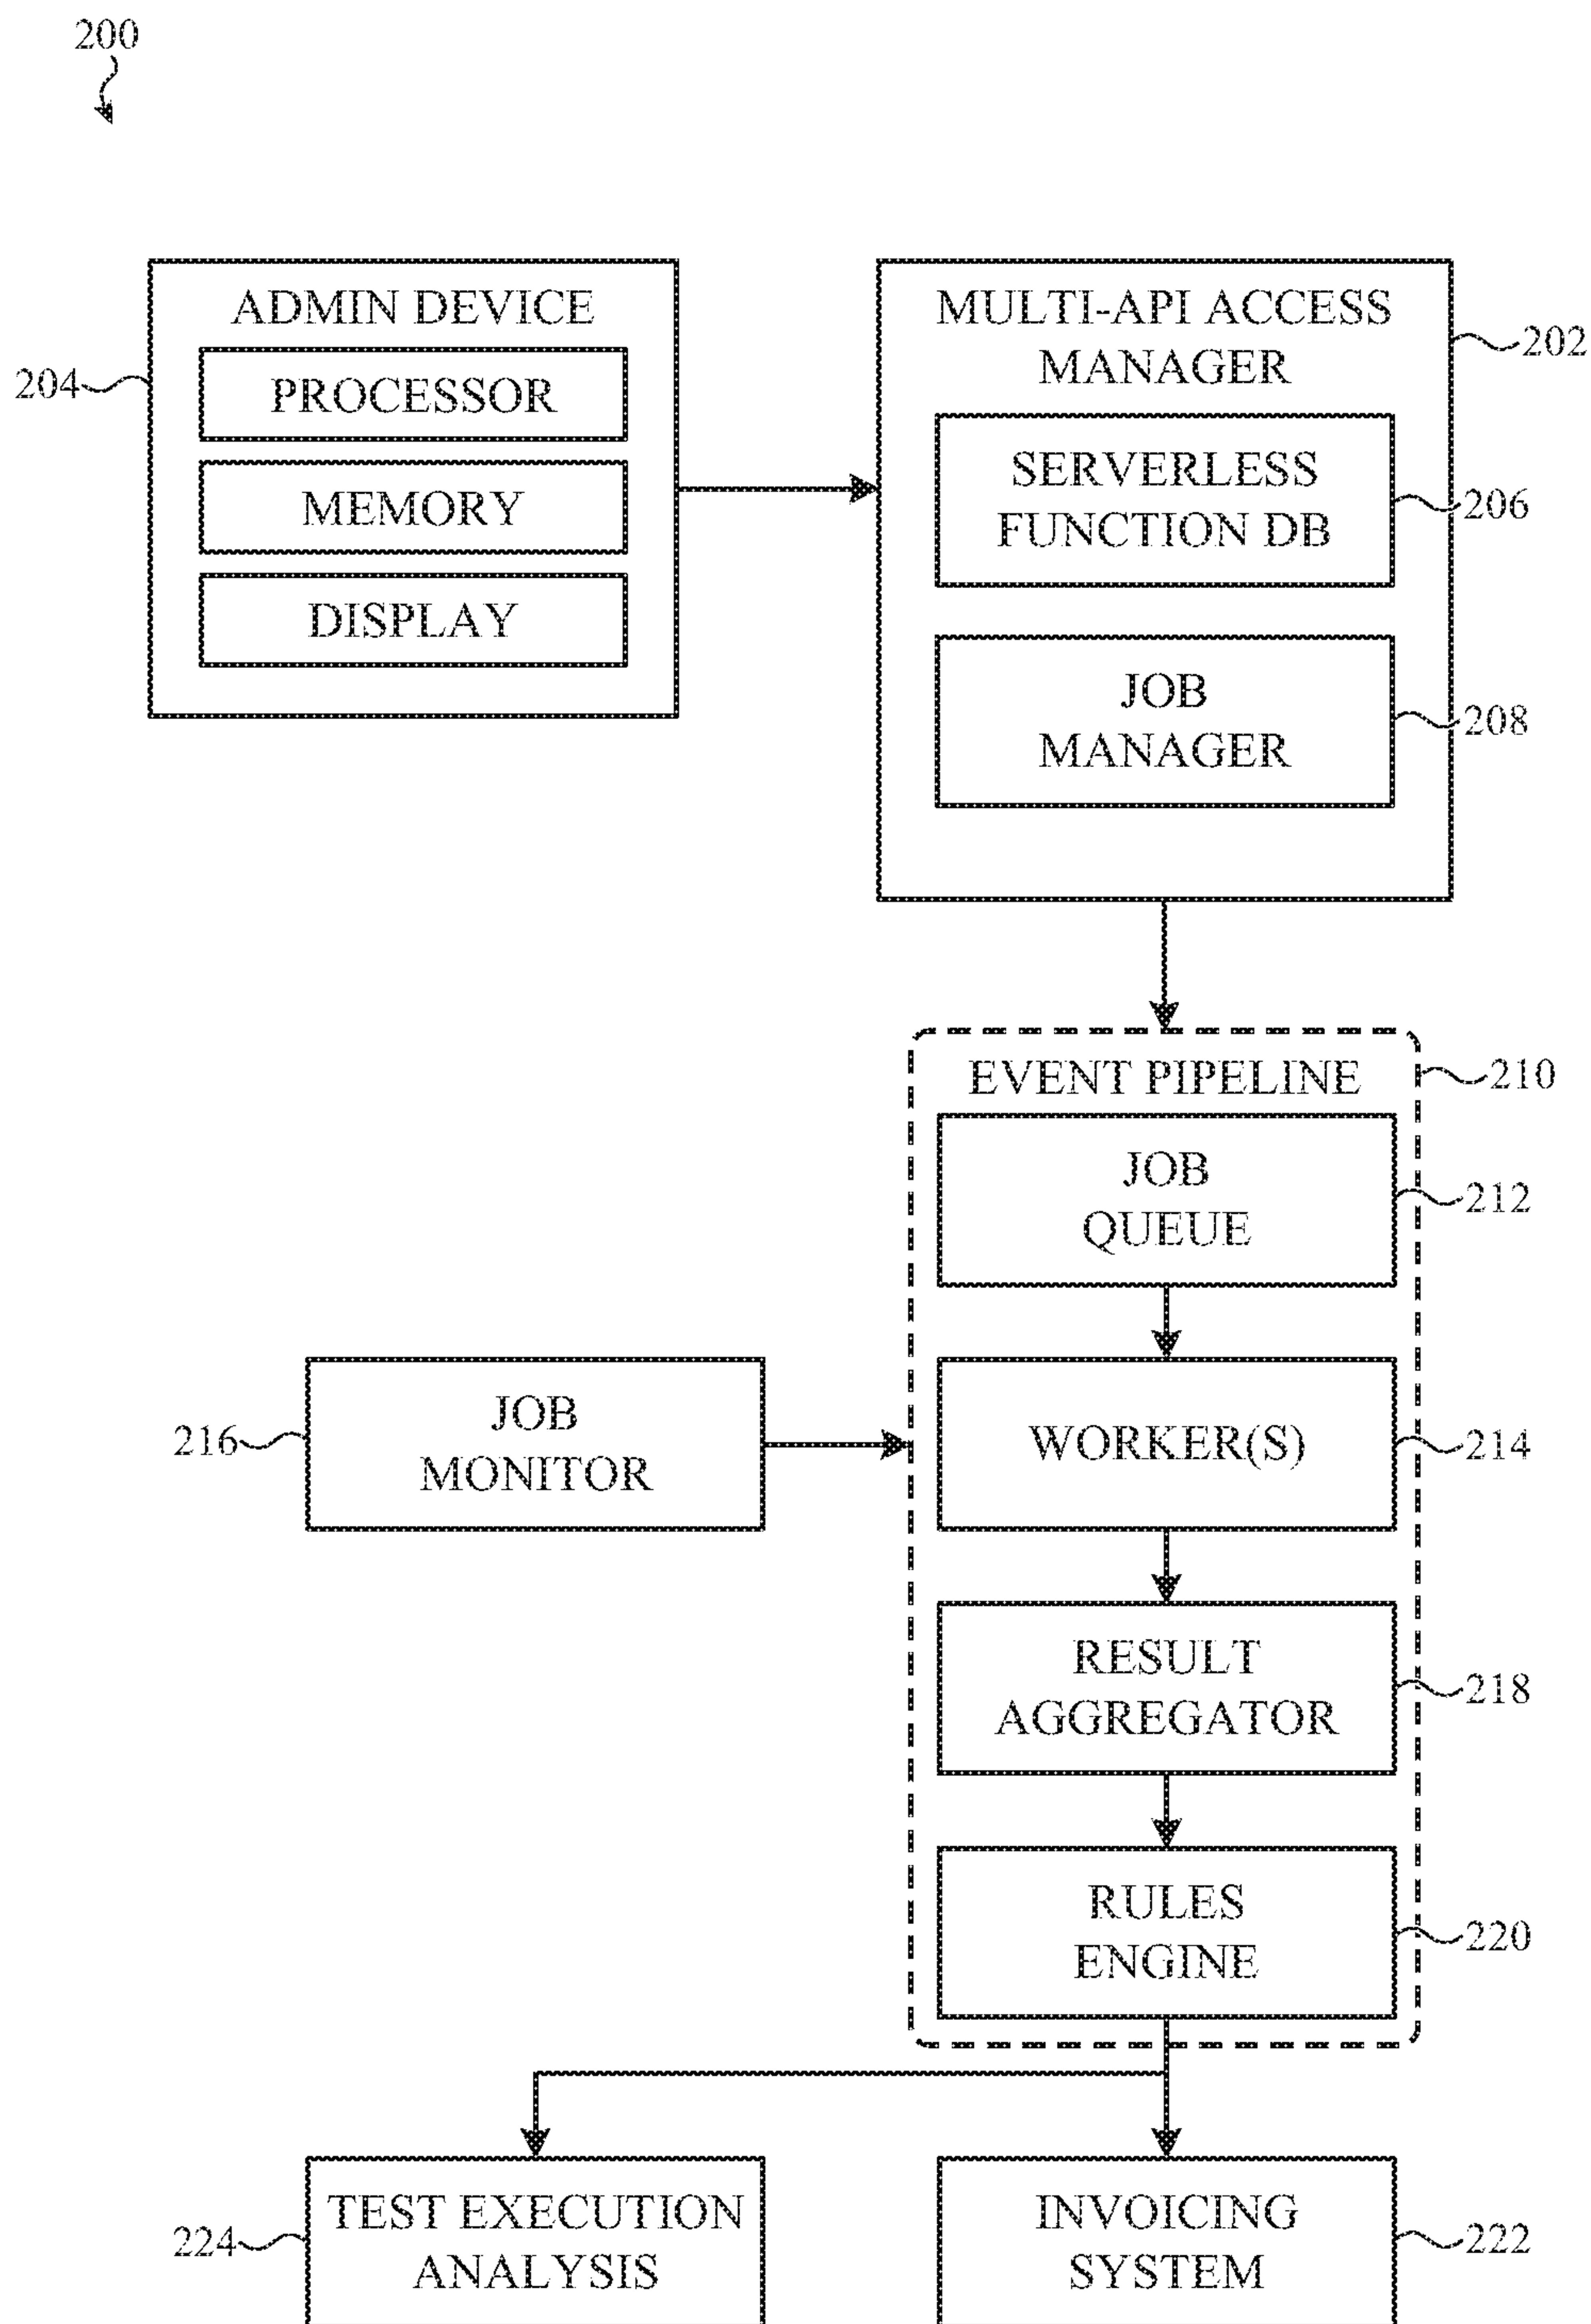 200
ADMIN DEVICE
PROCESSOR
MEMORY
DISPLAY
204
MULTI-API ACCESS
MANAGER
202
SERVERLESS
FUNCTION DB
206
JOB
MANAGER
208
EVENT PIPELINE
210
JOB
QUEUE
212
JOB
MONITOR
216
WORKER(S)
214
RESULT
AGGREGATOR
218
RULES
ENGINE
220
TEST EXECUTION
ANALYSIS
224
INVOICING
SYSTEM
222